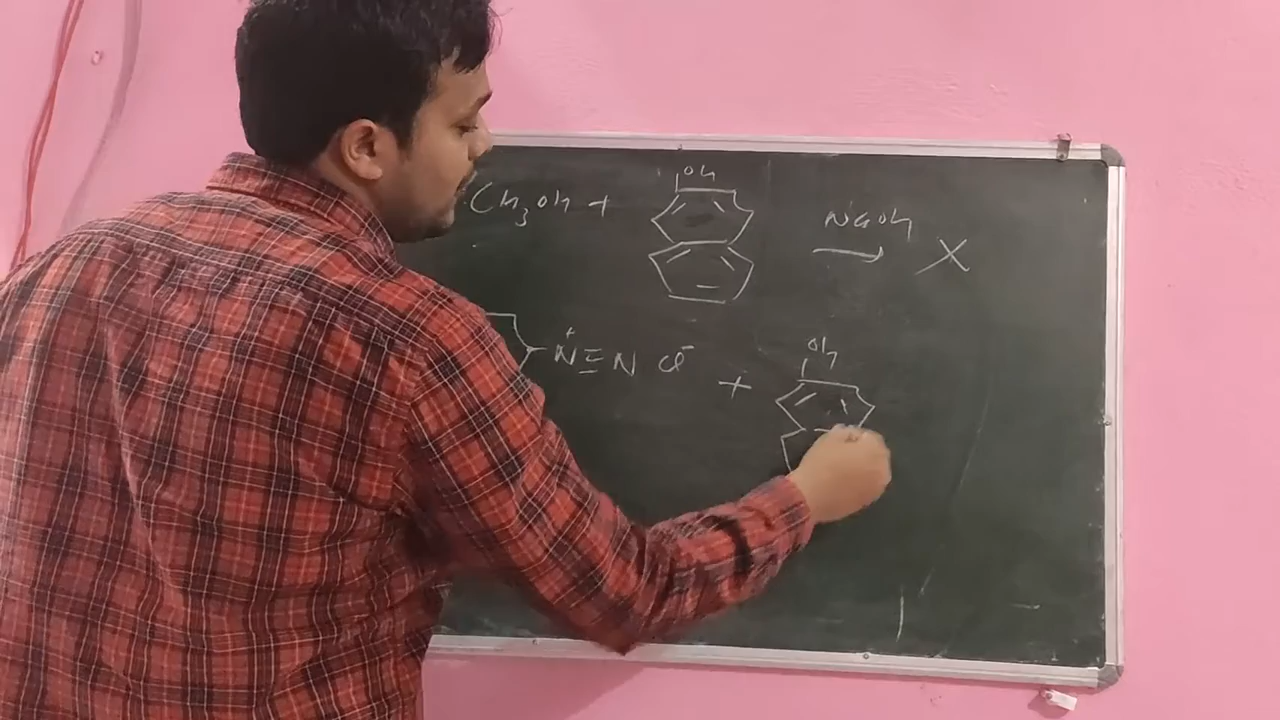 CH3OH + OH NaOH X
N+≡N Cl- + OH